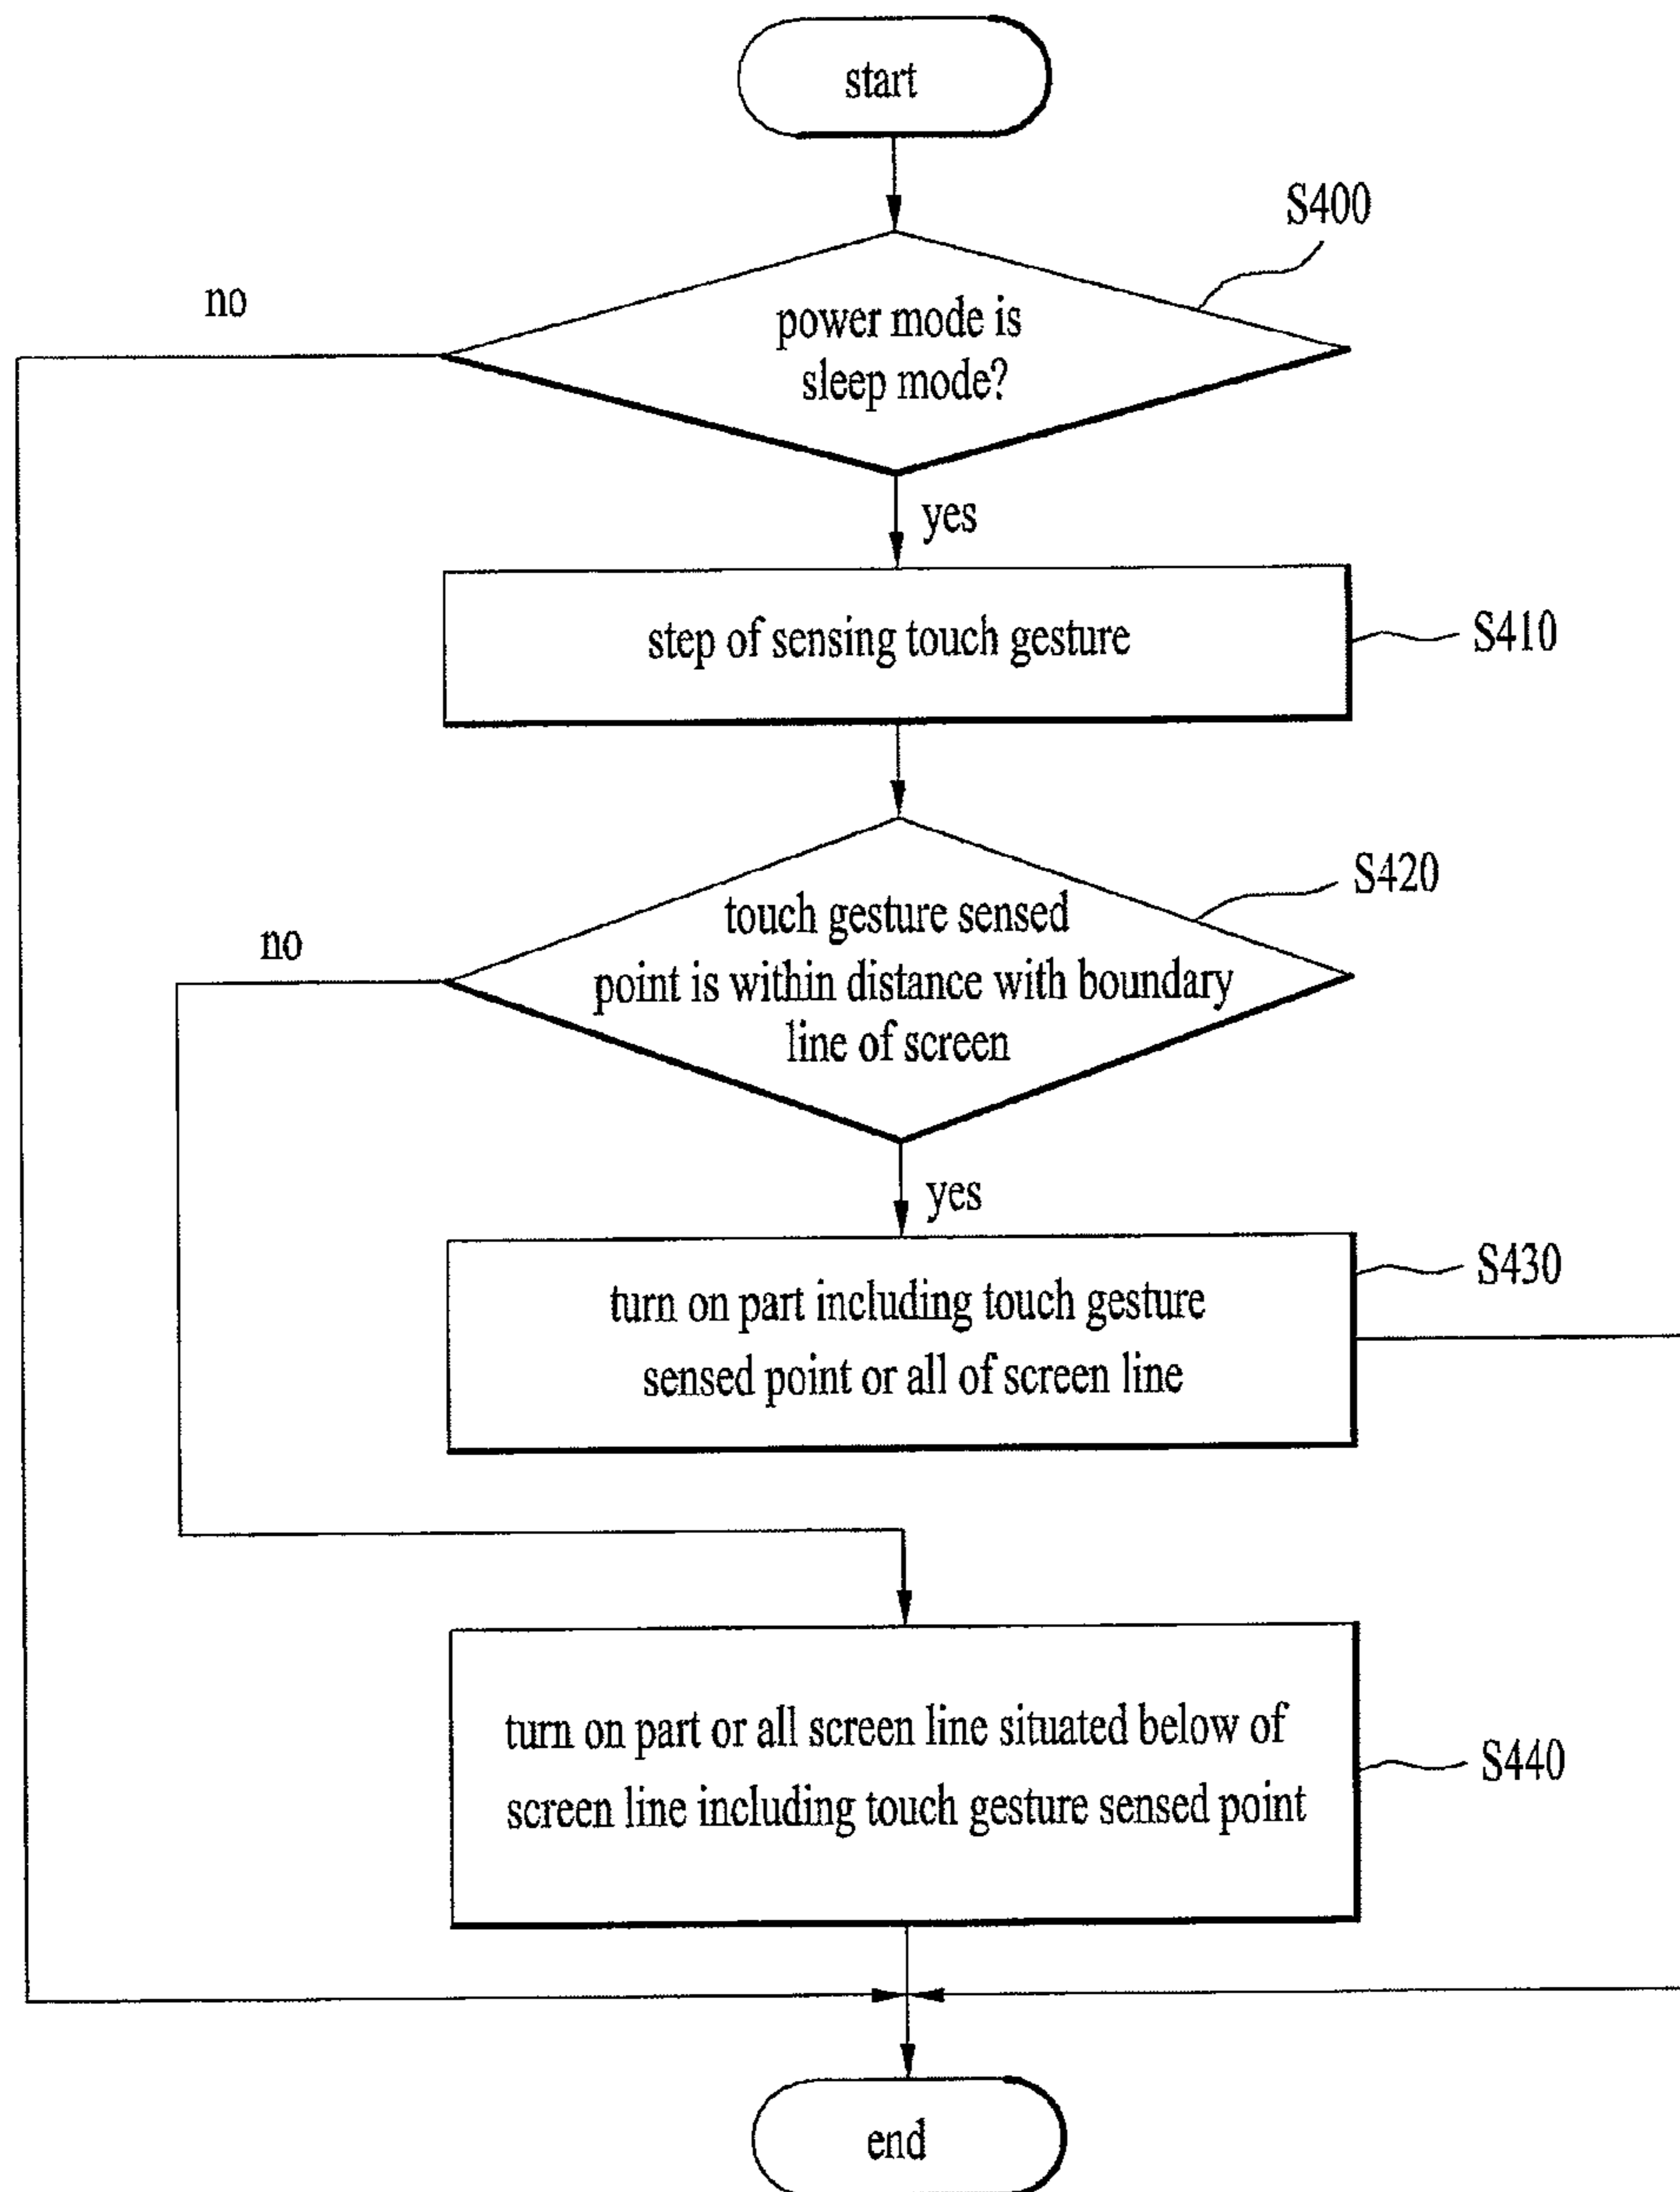 start
S400
no
power mode is
sleep mode?
yes
step of sensing touch gesture
S410
S420
touch gesture sensed
no
point is within distance with boundary
line of screen
yes
S430
turn on part including touch gesture
sensed point or all of screen line
turn on part or all screen line situated below of
S440
screen line including touch gesture sensed point
end